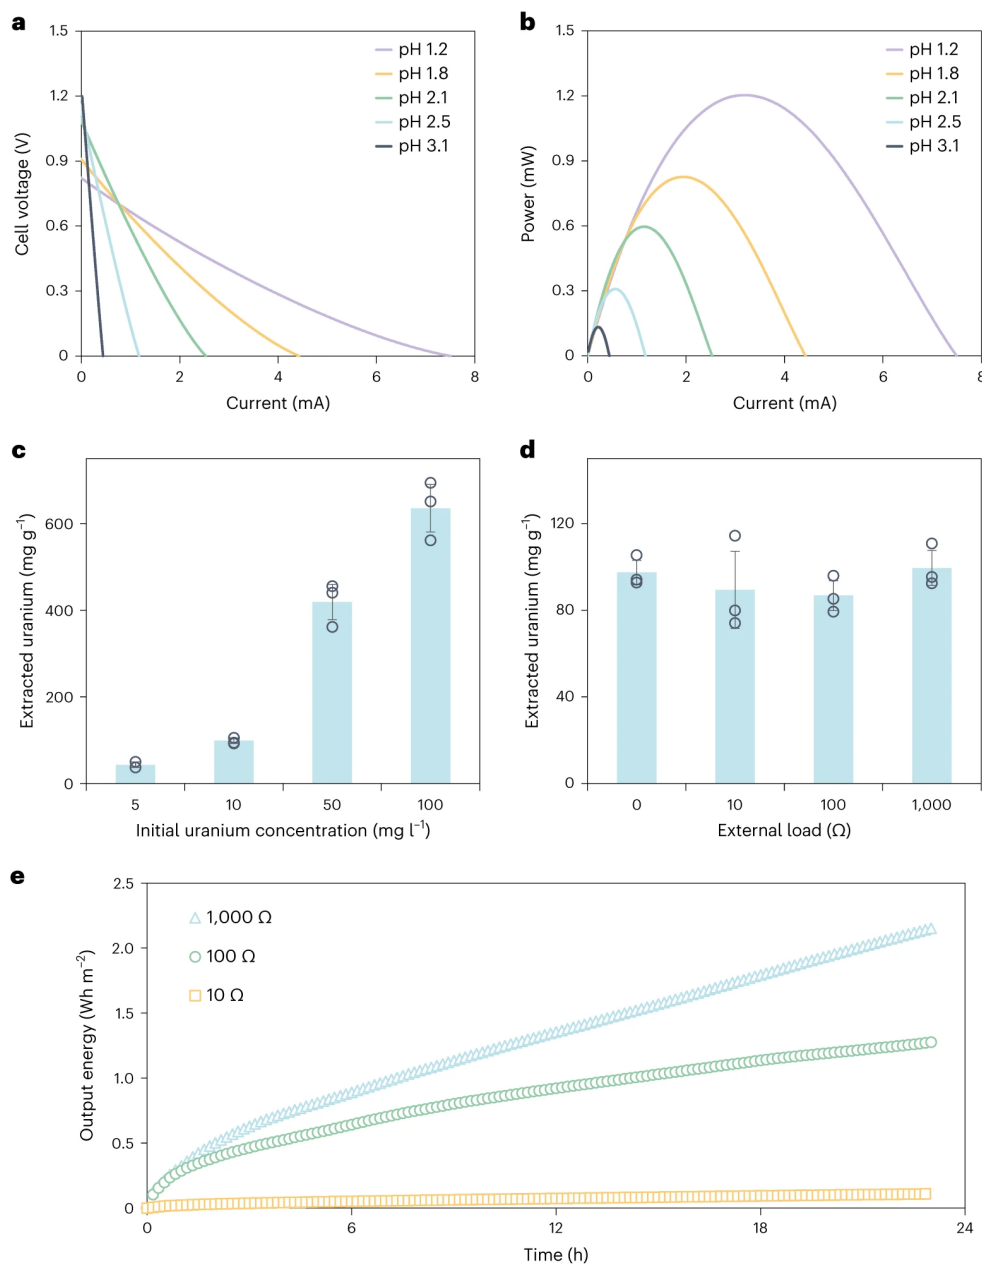 a
1.5
1.2
0.9
0.6
0.3
0
Cell voltage (V)
pH 1.2
pH 1.8
pH 2.1
pH 2.5
pH 3.1
0 2 4 6 8
Current (mA)
b
1.5
1.2
0.9
0.6
0.3
0
Power (mW)
pH 1.2
pH 1.8
pH 2.1
pH 2.5
pH 3.1
0 2 4 6 8
Current (mA)
c
600
400
200
0
Extracted uranium (mg g⁻¹)
5 10 50 100
Initial uranium concentration (mg l⁻¹)
d
120
80
40
0
Extracted uranium (mg g⁻¹)
0 10 100 1,000
External load (Ω)
e
2.5
2.0
1.5
1.0
0.5
0
Output energy (Wh m⁻²)
1,000 Ω
100 Ω
10 Ω
0 6 12 18 24
Time (h)